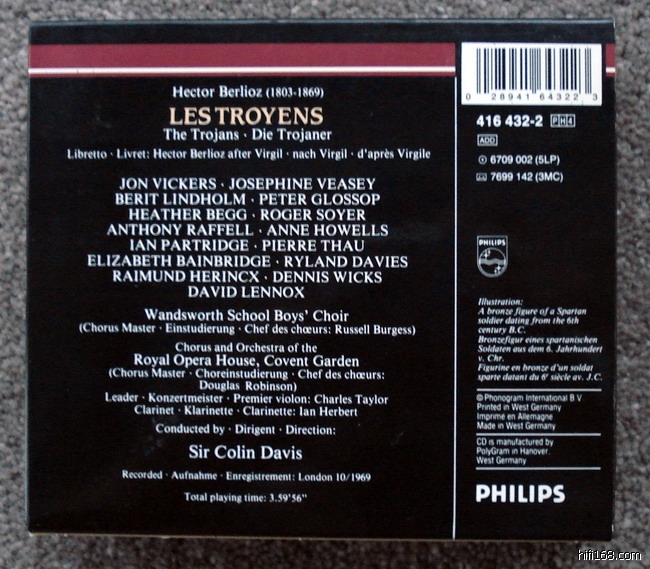 Hector Berlioz (1803-1869)
LES TROYENS
The Trojans · Die Trojaner
Libretto · Livret: Hector Berlioz after Virgil · nach Virgil · d'après Virgile
JON VICKERS · JOSEPHINE VEASEY
BERIT LINDHOLM · PETER GLOSSOP
HEATHER BEGG · ROGER SOYER
ANTHONY RAFFELL · ANNE HOWELLS
IAN PARTRIDGE · PIERRE THAU
ELIZABETH BAINBRIDGE · RYLAND DAVIES
RAIMUND HERINCX · DENNIS WICKS
DAVID LENNOX
Wandsworth School Boys' Choir
(Chorus Master · Einstudierung · Chef des chœurs: Russell Burgess)
Chorus and Orchestra of the
Royal Opera House, Covent Garden
(Chorus Master · Choreinstudierung · Chef des chœurs:
Douglas Robinson)
Leader · Konzertmeister · Premier violon: Charles Taylor
Clarinet · Klarinette · Clarinette: Ian Herbert
Conducted by · Dirigent · Direction:
Sir Colin Davis
Recorded · Aufnahme · Enregistrement: London 10/1969
Total playing time: 3.59'56"
0 28941 64322 3
416 432-2 PH4
ADD
6709 002 (5LP)
7699 142 (3MC)
PHILIPS
Illustration:
A bronze figure of a Spartan
soldier dating from the 6th
century B.C.
Bronzefigur eines spartanischen
Soldaten aus dem 6. Jahrhundert
v. Chr.
Figurine en bronze d'un soldat
sparte datant du 6e siècle av. J.C.
© Phonogram International B.V.
Printed in West Germany
Imprimé en Allemagne
Made in West Germany
CD is manufactured by
PolyGram in Hanover,
West Germany
PHILIPS
hifi168.com